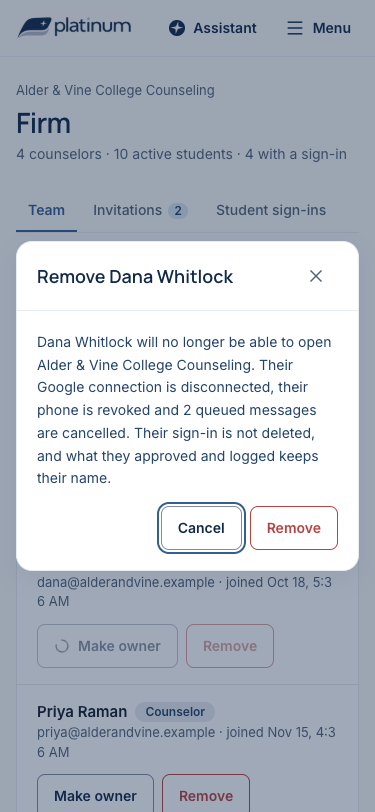 platinum
Assistant
Menu
Alder & Vine College Counseling
Firm
4 counselors · 10 active students · 4 with a sign-in
Team
Invitations 2
Student sign-ins
Remove Dana Whitlock
Dana Whitlock will no longer be able to open
Alder & Vine College Counseling. Their
Google connection is disconnected, their
phone is revoked and 2 queued messages
are cancelled. Their sign-in is not deleted,
and what they approved and logged keeps
their name.
Cancel
Remove
dana@alderandvine.example · joined Oct 18, 5:3
6 AM
Make owner
Remove
Priya Raman
Counselor
priya@alderandvine.example · joined Nov 15, 4:3
6 AM
Make owner
Remove